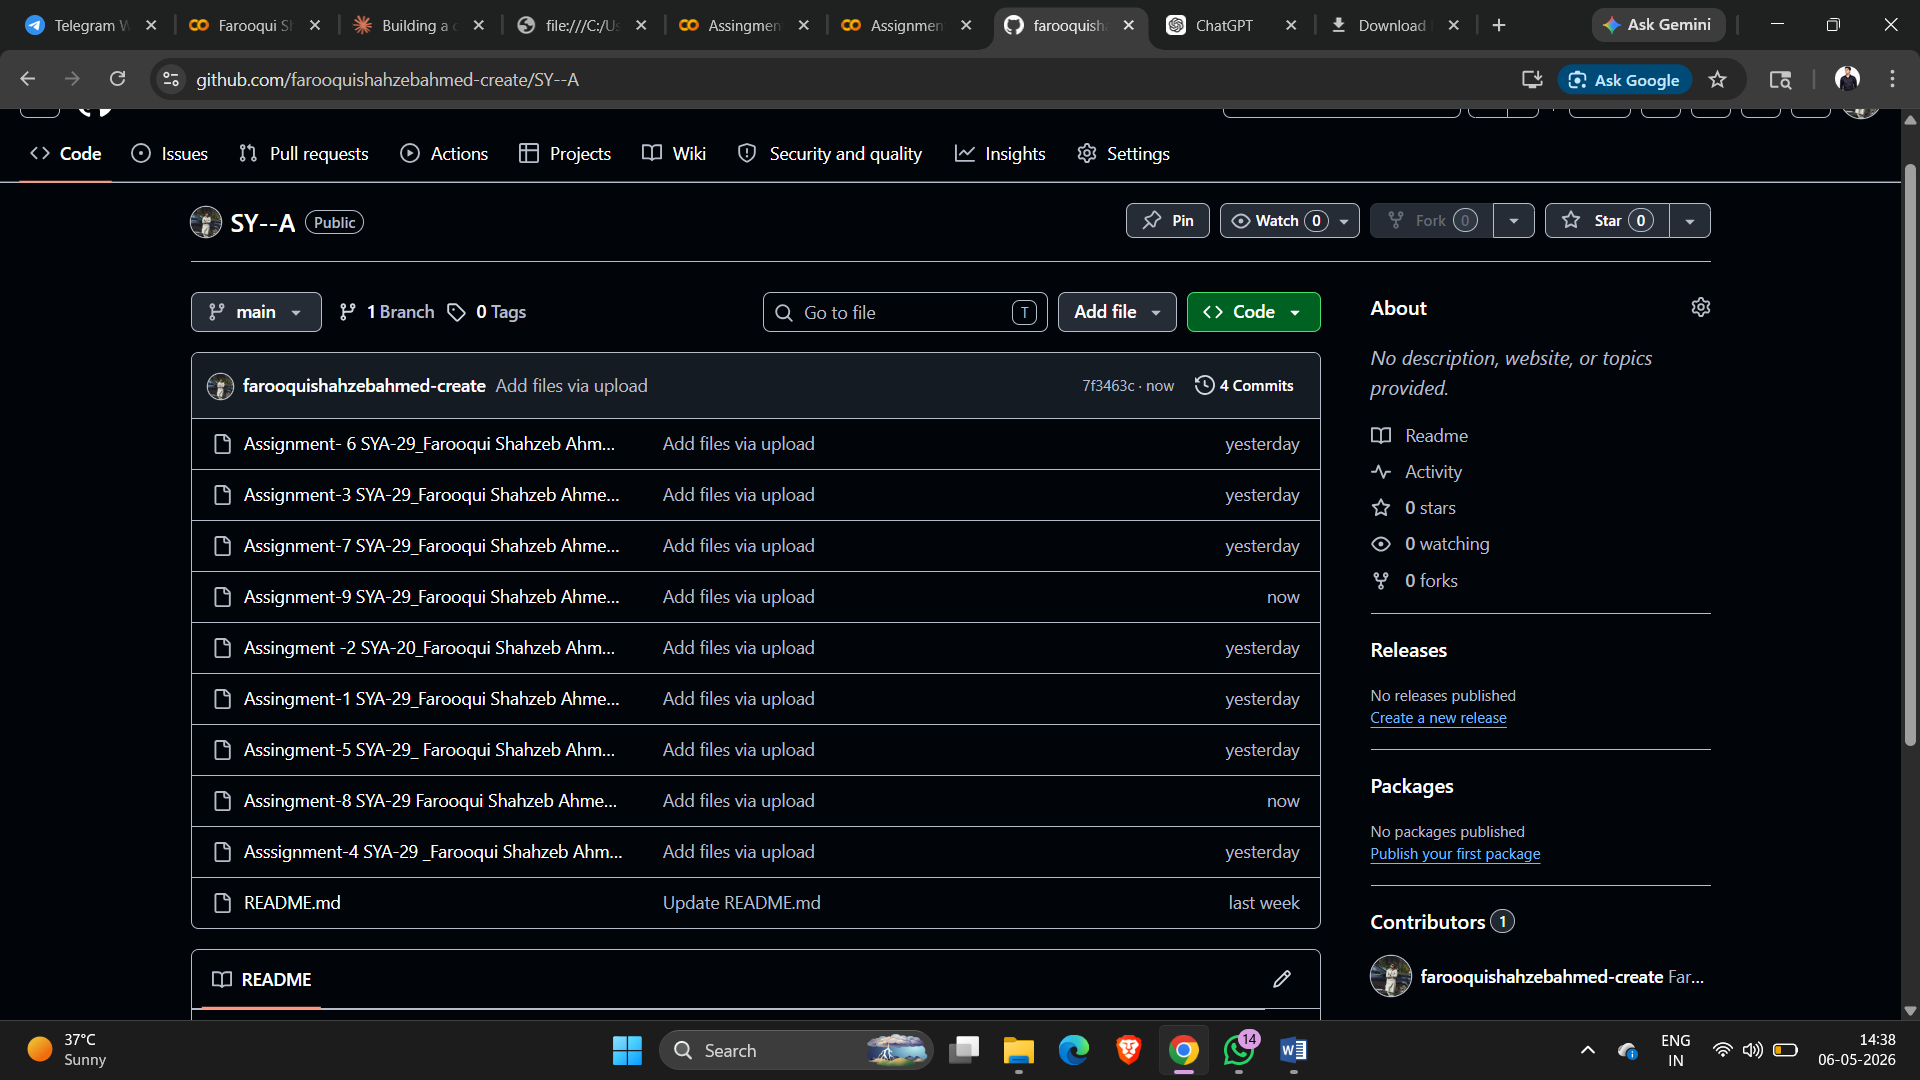 Telegram W
Farooqui Sh
Building a c
file:///C:/Us
Assingmen
Assignmen
farooquisha
ChatGPT
Download
Ask Gemini
github.com/farooquishahzebahmed-create/SY--A
Ask Google
Code
Issues
Pull requests
Actions
Projects
Wiki
Security and quality
Insights
Settings
SY--A
Public
Pin
Watch 0
Fork 0
Star 0
main
1 Branch
0 Tags
Go to file
T
Add file
Code
farooquishahzebahmed-create Add files via upload
7f3463c · now
4 Commits
Assignment- 6 SYA-29_Farooqui Shahzeb Ahm... Add files via upload yesterday
Assignment-3 SYA-29_Farooqui Shahzeb Ahme... Add files via upload yesterday
Assignment-7 SYA-29_Farooqui Shahzeb Ahme... Add files via upload yesterday
Assignment-9 SYA-29_Farooqui Shahzeb Ahme... Add files via upload now
Assingment -2 SYA-20_Farooqui Shahzeb Ahm... Add files via upload yesterday
Assingment-1 SYA-29_Farooqui Shahzeb Ahme... Add files via upload yesterday
Assingment-5 SYA-29_ Farooqui Shahzeb Ahm... Add files via upload yesterday
Assingment-8 SYA-29 Farooqui Shahzeb Ahme... Add files via upload now
Asssignment-4 SYA-29 _Farooqui Shahzeb Ahm... Add files via upload yesterday
README.md Update README.md last week
README
About
No description, website, or topics
provided.
Readme
Activity
0 stars
0 watching
0 forks
Releases
No releases published
Create a new release
Packages
No packages published
Publish your first package
Contributors 1
farooquishahzebahmed-create Far...
37°C
Sunny
Search
14
ENG
IN
14:38
06-05-2026